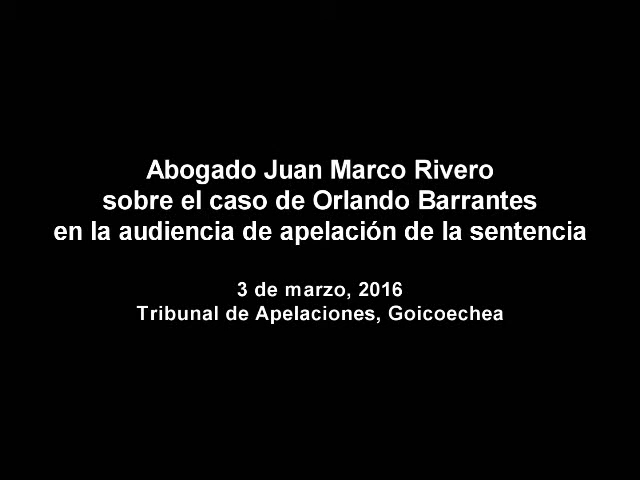 Abogado Juan Marco Rivero
sobre el caso de Orlando Barrantes
en la audiencia de apelación de la sentencia
3 de marzo, 2016
Tribunal de Apelaciones, Goicoechea